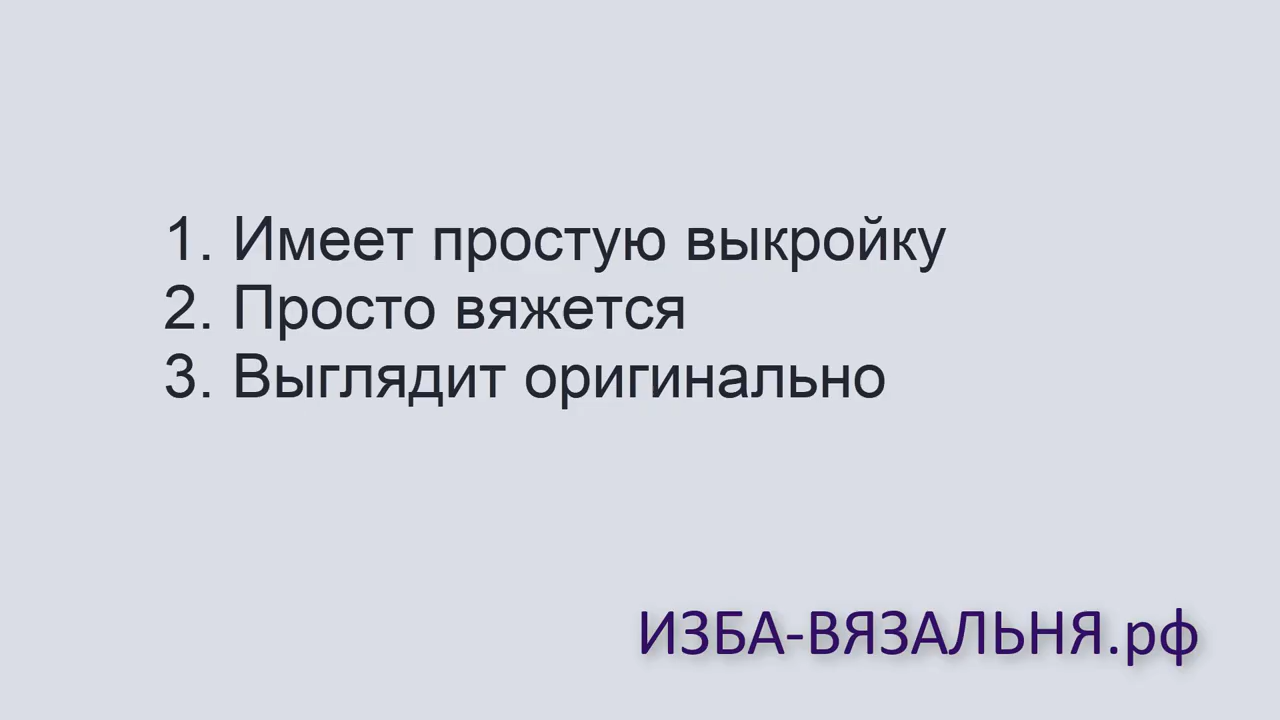 1. Имеет простую выкройку
2. Просто вяжется
3. Выглядит оригинально
ИЗБА-ВЯЗАЛЬНЯ.рф